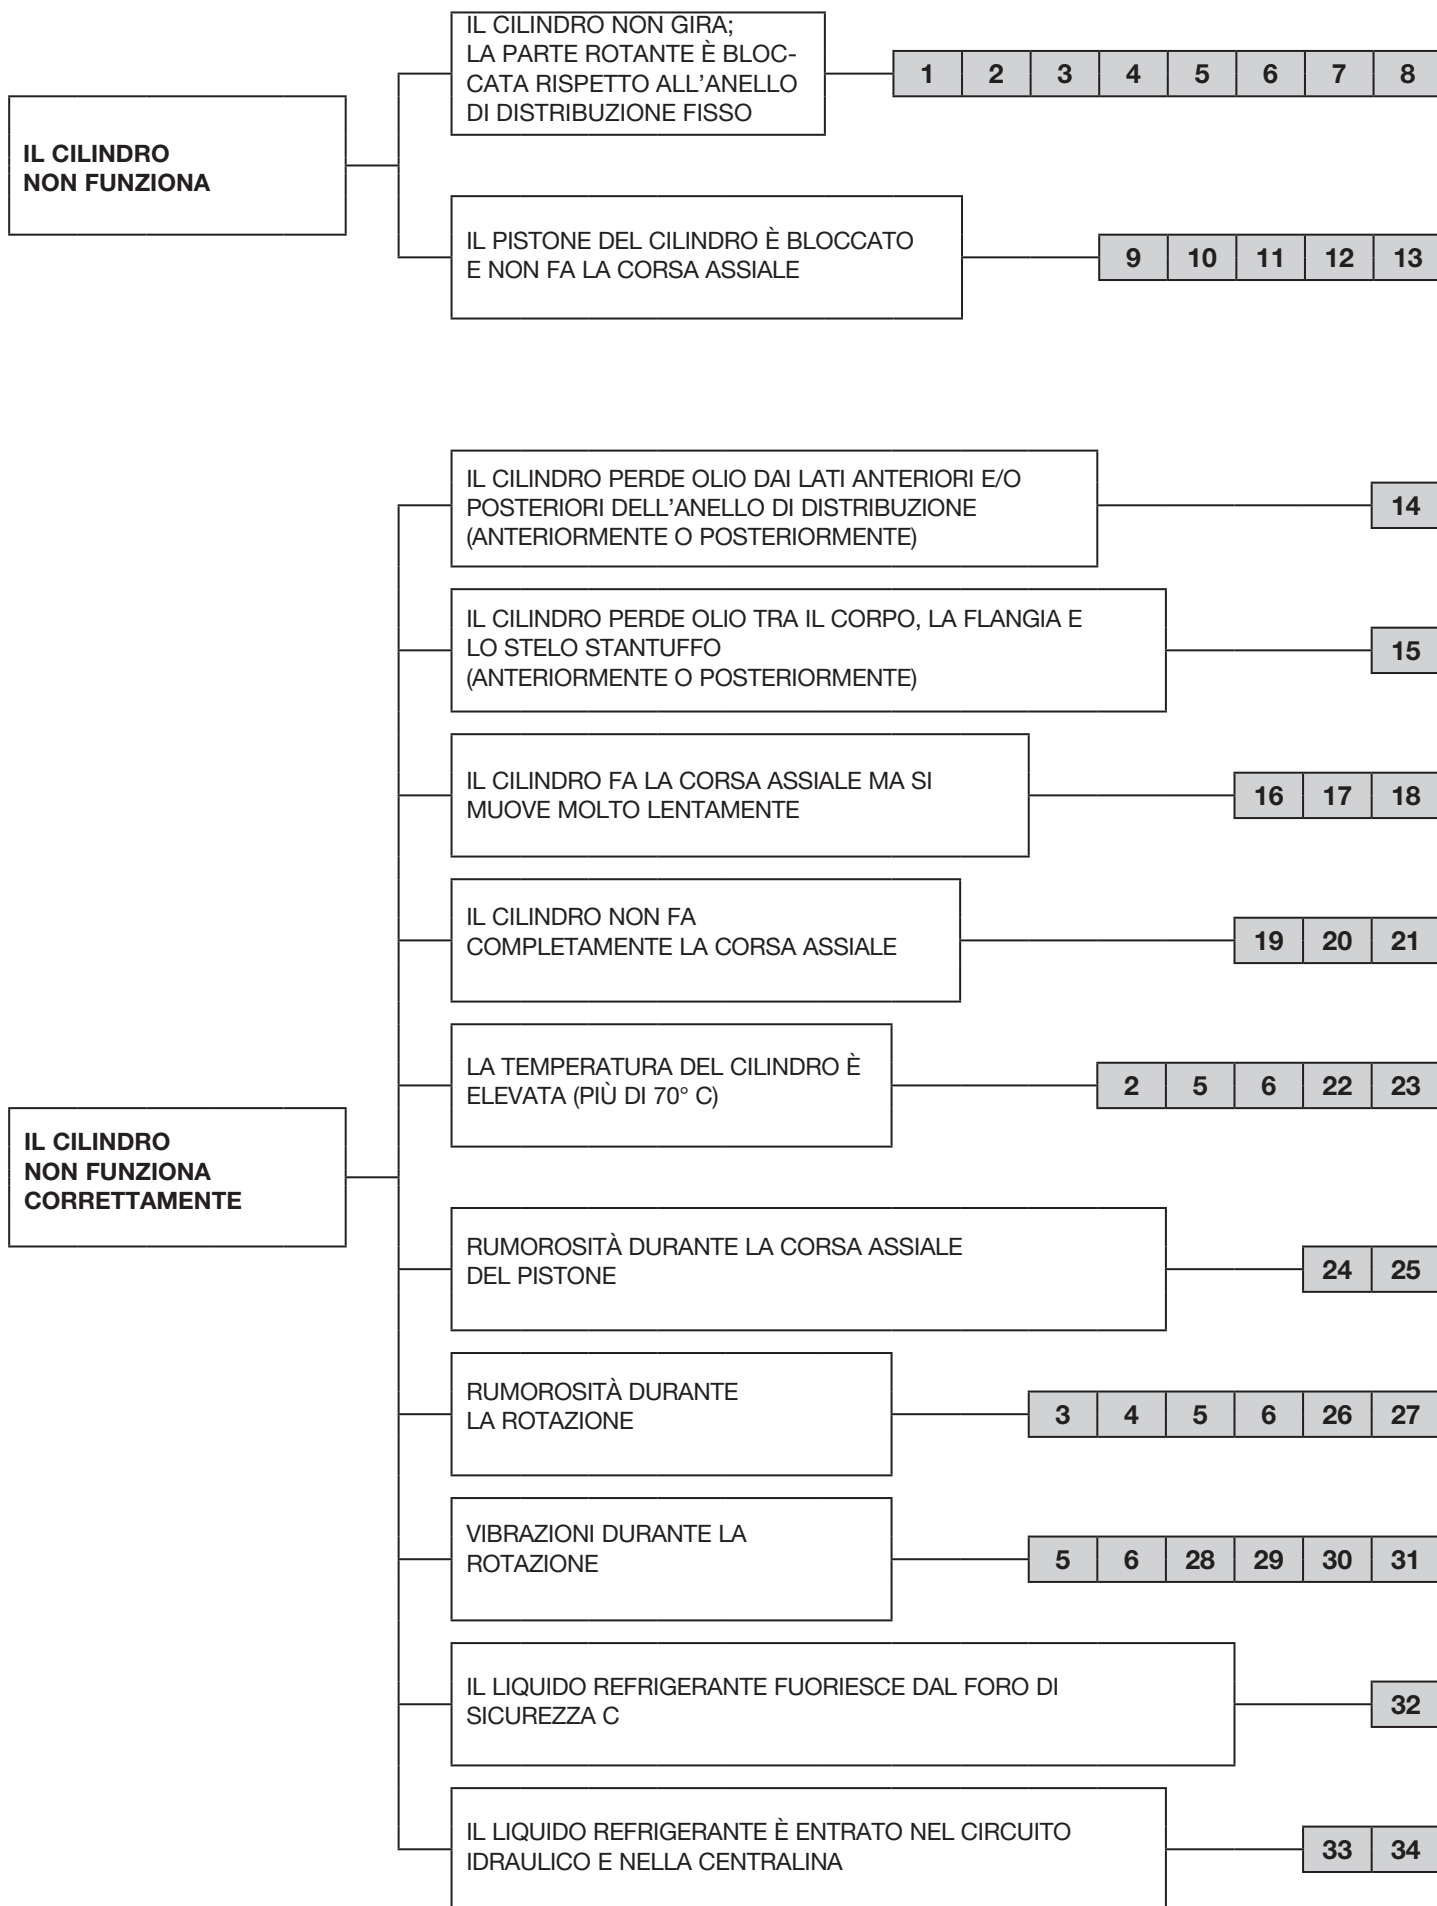 IL CILINDRO
NON FUNZIONA
IL CILINDRO NON GIRA;
LA PARTE ROTANTE È BLOC-
CATA RISPETTO ALL'ANELLO
DI DISTRIBUZIONE FISSO
1 2 3 4 5 6 7 8
IL PISTONE DEL CILINDRO È BLOCCATO
E NON FA LA CORSA ASSIALE
9 10 11 12 13
IL CILINDRO
NON FUNZIONA
CORRETTAMENTE
IL CILINDRO PERDE OLIO DAI LATI ANTERIORI E/O
POSTERIORI DELL'ANELLO DI DISTRIBUZIONE
(ANTERIORMENTE O POSTERIORMENTE)
14
IL CILINDRO PERDE OLIO TRA IL CORPO, LA FLANGIA E
LO STELO STANTUFFO
(ANTERIORMENTE O POSTERIORMENTE)
15
IL CILINDRO FA LA CORSA ASSIALE MA SI
MUOVE MOLTO LENTAMENTE
16 17 18
IL CILINDRO NON FA
COMPLETAMENTE LA CORSA ASSIALE
19 20 21
LA TEMPERATURA DEL CILINDRO È
ELEVATA (PIÙ DI 70° C)
2 5 6 22 23
RUMOROSITÀ DURANTE LA CORSA ASSIALE
DEL PISTONE
24 25
RUMOROSITÀ DURANTE
LA ROTAZIONE
3 4 5 6 26 27
VIBRAZIONI DURANTE LA
ROTAZIONE
5 6 28 29 30 31
IL LIQUIDO REFRIGERANTE FUORIESCE DAL FORO DI
SICUREZZA C
32
IL LIQUIDO REFRIGERANTE È ENTRATO NEL CIRCUITO
IDRAULICO E NELLA CENTRALINA
33 34